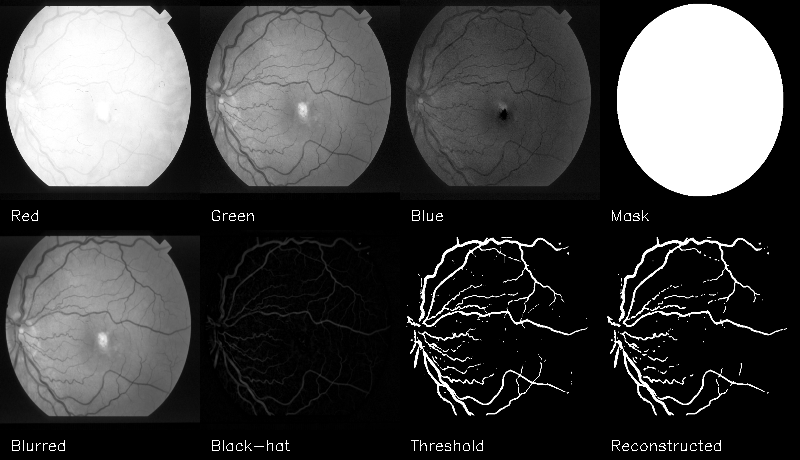 Red
Green
Blue
Mask
Blurred
Black-hat
Threshold
Reconstructed